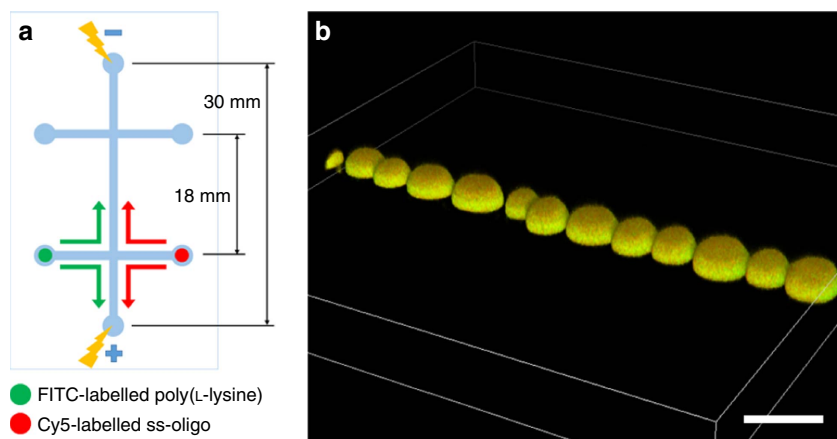 a
−
30 mm
18 mm
+
FITC-labelled poly(L-lysine)
Cy5-labelled ss-oligo
b